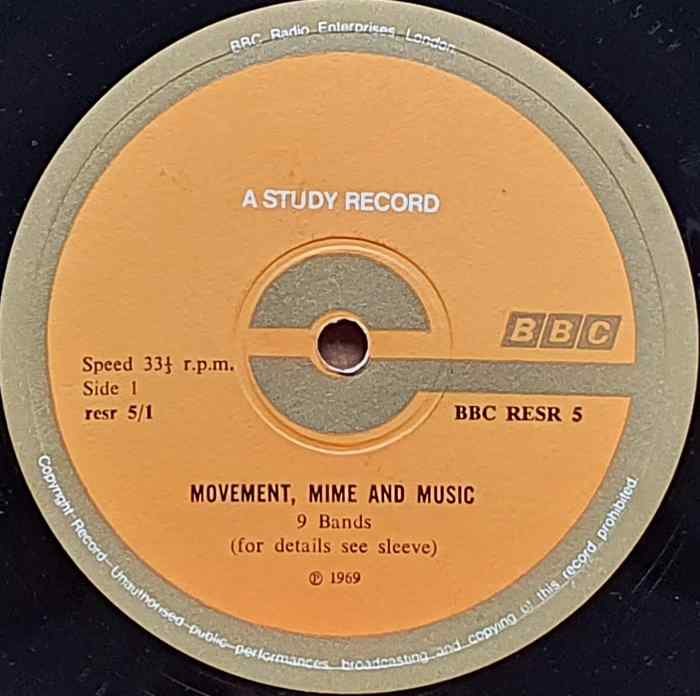 BBC Radio Enterprises, London.
A STUDY RECORD
BBC
Speed 33⅓ r.p.m.
Side 1
resr 5/1
BBC RESR 5
MOVEMENT, MIME AND MUSIC
9 Bands
(for details see sleeve)
℗ 1969
Copyright Record—Unauthorised public performances broadcasting and copying of this record prohibited.